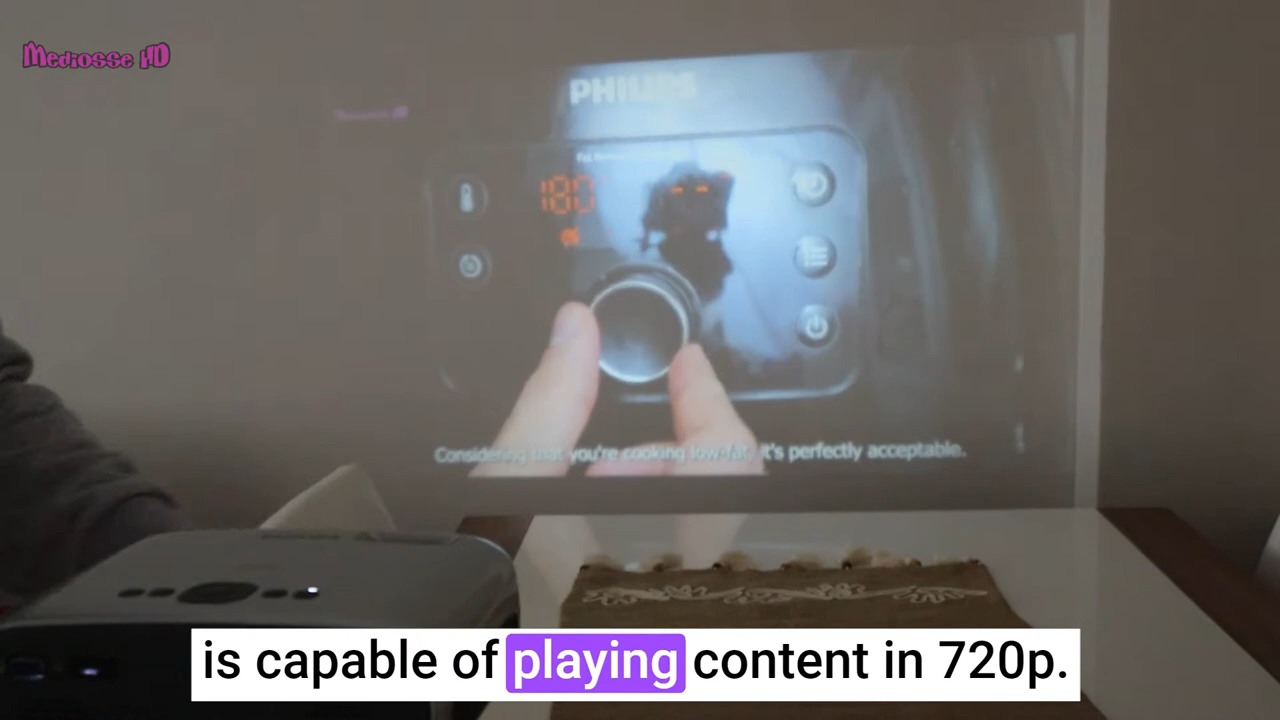 Mediosse HD
PHILIPS
180
Considering that you're cooking low-fat, it's perfectly acceptable.
is capable of playing content in 720p.